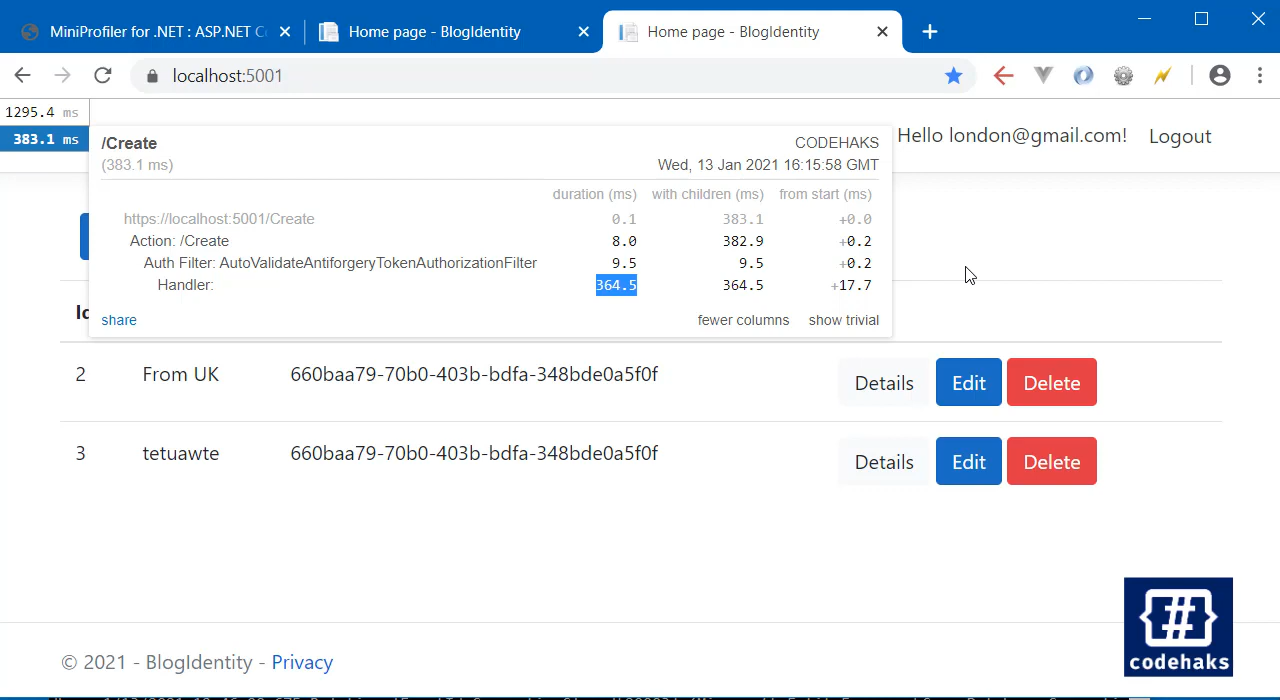 MiniProfiler for .NET : ASP.NET C
Home page - BlogIdentity
Home page - BlogIdentity
localhost:5001
1295.4 ms
383.1 ms
Hello london@gmail.com! Logout
/Create CODEHAKS
(383.1 ms) Wed, 13 Jan 2021 16:15:58 GMT
duration (ms) with children (ms) from start (ms)
https://localhost:5001/Create 0.1 383.1 +0.0
Action: /Create 8.0 382.9 +0.2
Auth Filter: AutoValidateAntiforgeryTokenAuthorizationFilter 9.5 9.5 +0.2
Handler: 364.5 364.5 +17.7
share fewer columns show trivial
2 From UK 660baa79-70b0-403b-bdfa-348bde0a5f0f Details Edit Delete
3 tetuawte 660baa79-70b0-403b-bdfa-348bde0a5f0f Details Edit Delete
{#}
codehaks
© 2021 - BlogIdentity - Privacy